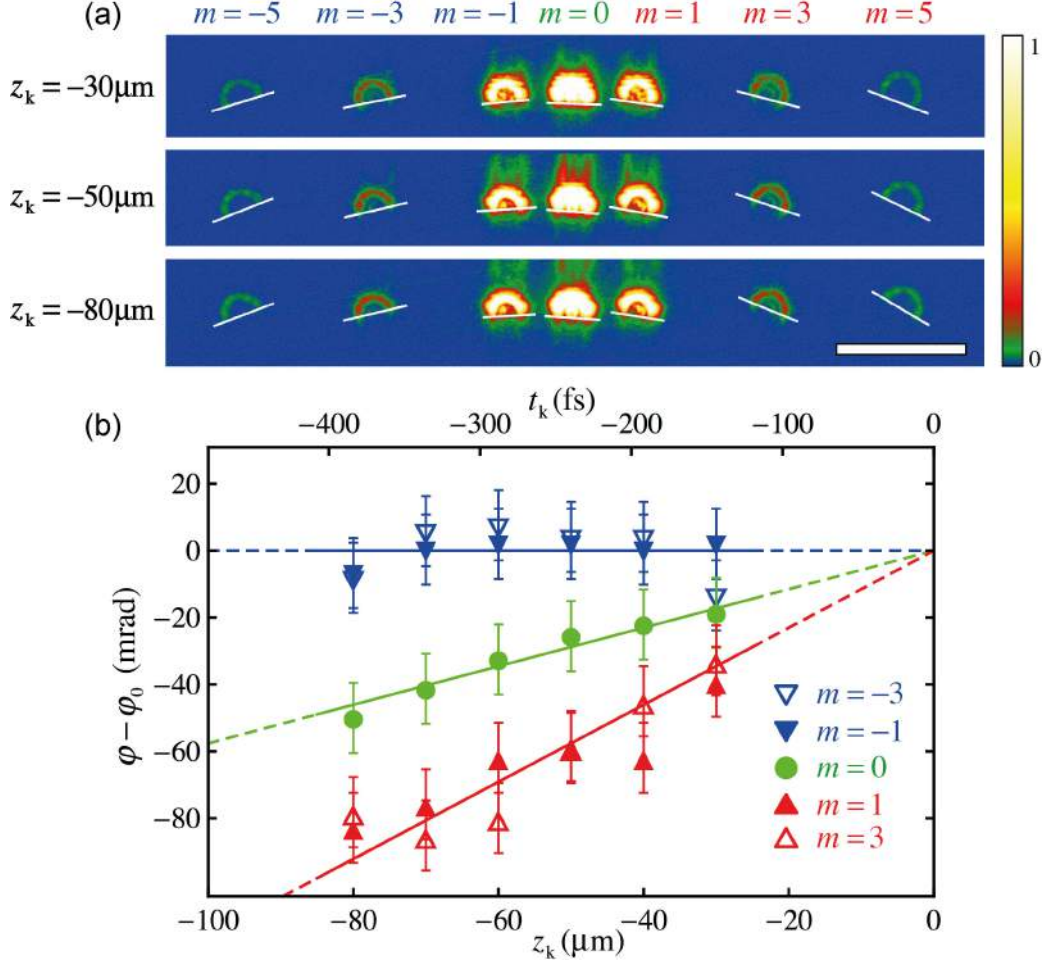 (a) m = −5 m = −3 m = −1 m = 0 m = 1 m = 3 m = 5
1
z_k = −30μm
z_k = −50μm
z_k = −80μm
0
t_k (fs)
(b) −400 −300 −200 −100 0
20
0
−20
−40
−60
−80
φ − φ_0 (mrad)
m = −3
m = −1
m = 0
m = 1
m = 3
−100 −80 −60 −40 −20 0
z_k (μm)